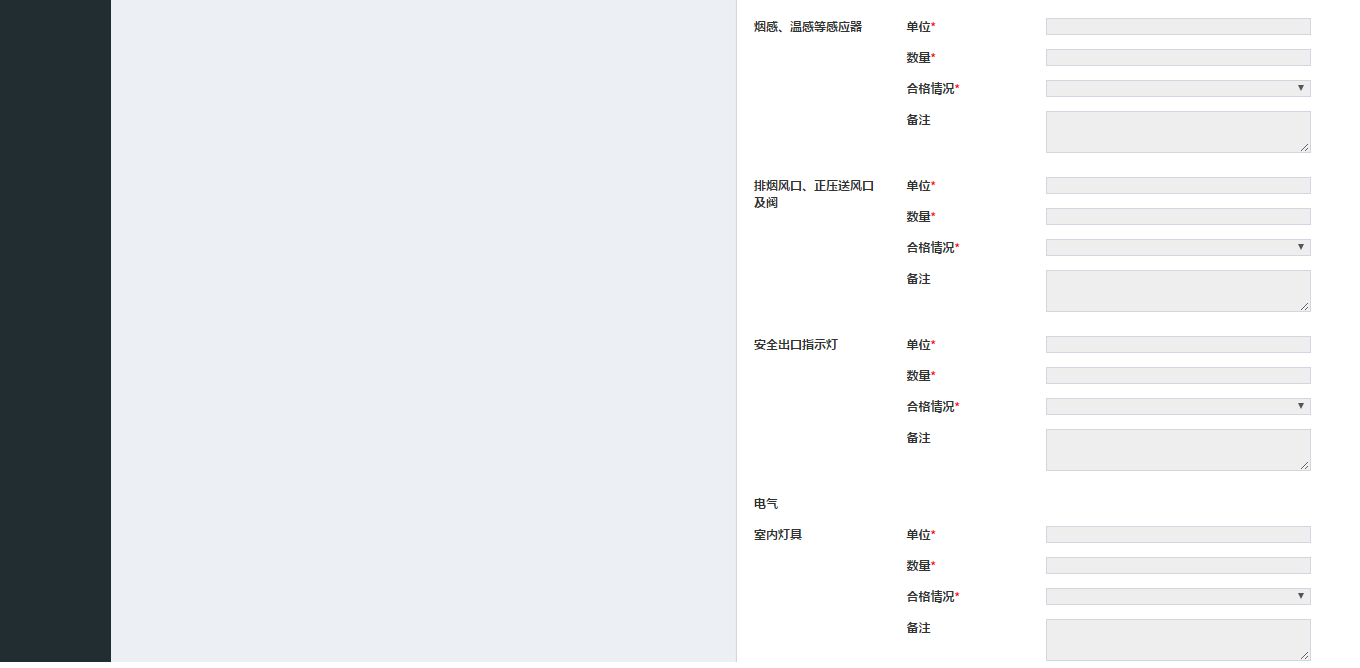 烟感、温感等感应器
单位*
数量*
合格情况*
备注
排烟风口、正压送风口
及阀
单位*
数量*
合格情况*
备注
安全出口指示灯
单位*
数量*
合格情况*
备注
电气
室内灯具
单位*
数量*
合格情况*
备注